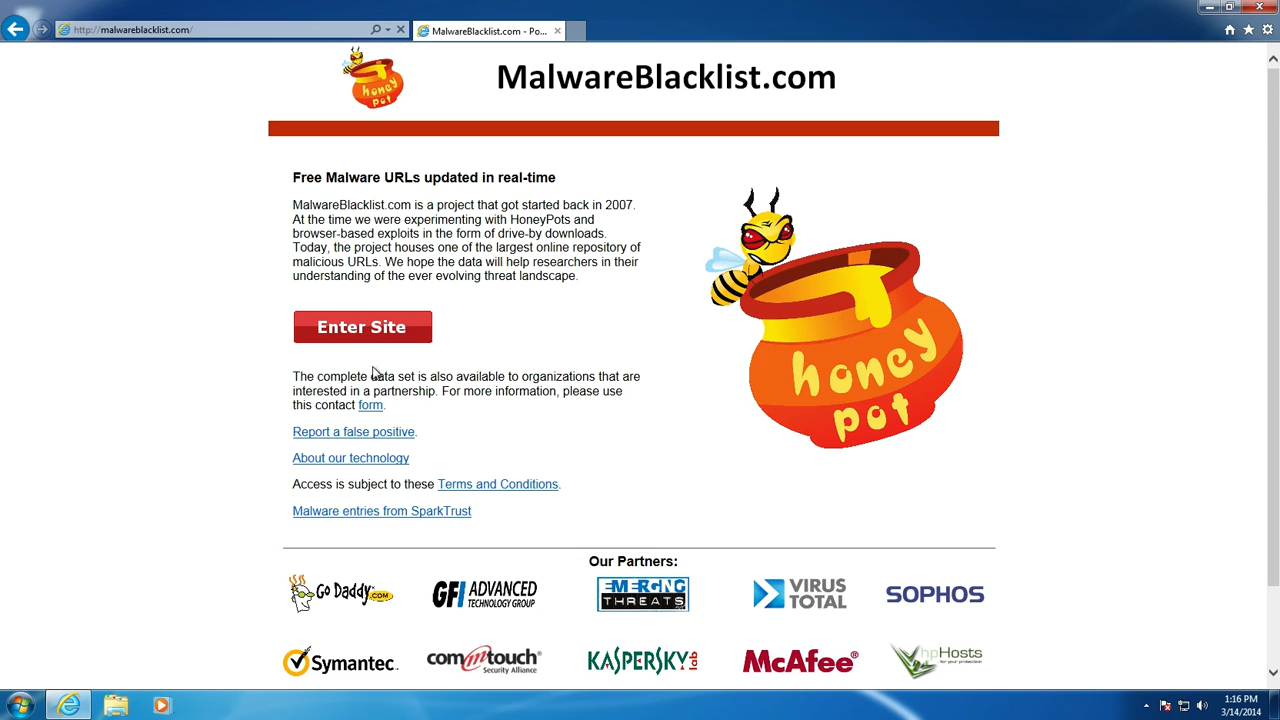 http://malwareblacklist.com/
MalwareBlacklist.com - Po...
honey
pot
MalwareBlacklist.com
Free Malware URLs updated in real-time
MalwareBlacklist.com is a project that got started back in 2007.
At the time we were experimenting with HoneyPots and
browser-based exploits in the form of drive-by downloads.
Today, the project houses one of the largest online repository of
malicious URLs. We hope the data will help researchers in their
understanding of the ever evolving threat landscape.
Enter Site
The complete data set is also available to organizations that are
interested in a partnership. For more information, please use
this contact form.
Report a false positive.
About our technology
Access is subject to these Terms and Conditions.
Malware entries from SparkTrust
honey
pot
Our Partners:
Go Daddy.COM
GFI ADVANCED
TECHNOLOGY GROUP
EMERGING
THREATS
VIRUS
TOTAL
SOPHOS
Symantec.
commtouch
Security Alliance
KASPERSKY lab
McAfee
hpHosts
for your protection
1:16 PM
3/14/2014